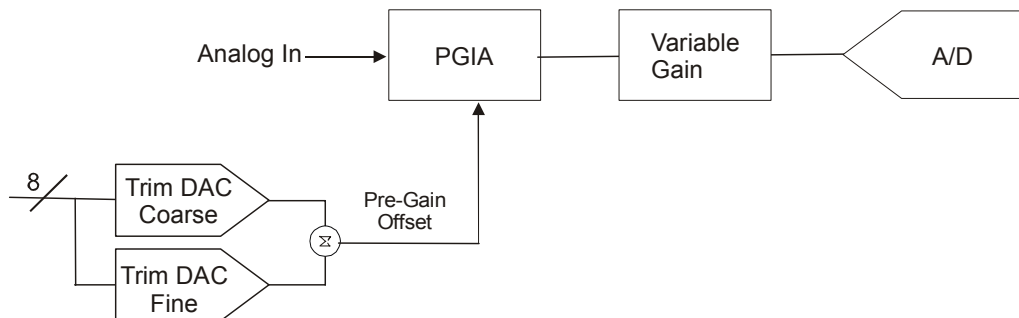 Analog In
PGIA
Variable
Gain
A/D
8
Trim DAC
Coarse
Pre-Gain
Offset
Σ
Trim DAC
Fine